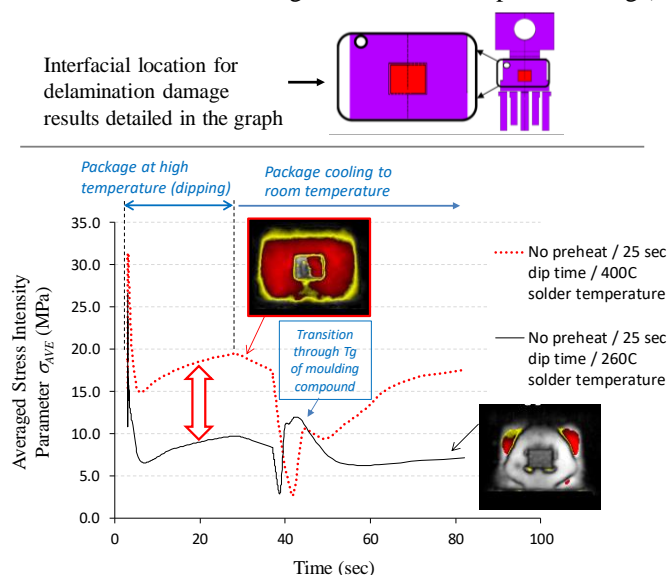 Interfacial location for
delamination damage
results detailed in the graph
Package at high
temperature (dipping)
Package cooling to
room temperature
35.0
30.0
25.0
20.0
15.0
10.0
5.0
0.0
Averaged Stress Intensity
Parameter σAVE (MPa)
Transition
through Tg
of moulding
compound
No preheat / 25 sec
dip time / 400C
solder temperature
No preheat / 25 sec
dip time / 260C
solder temperature
0 20 40 60 80 100
Time (sec)